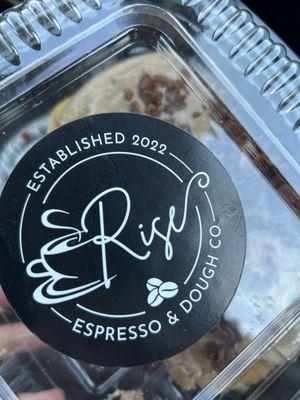 ESTABLISHED 2022
Rise
ESPRESSO & DOUGH CO